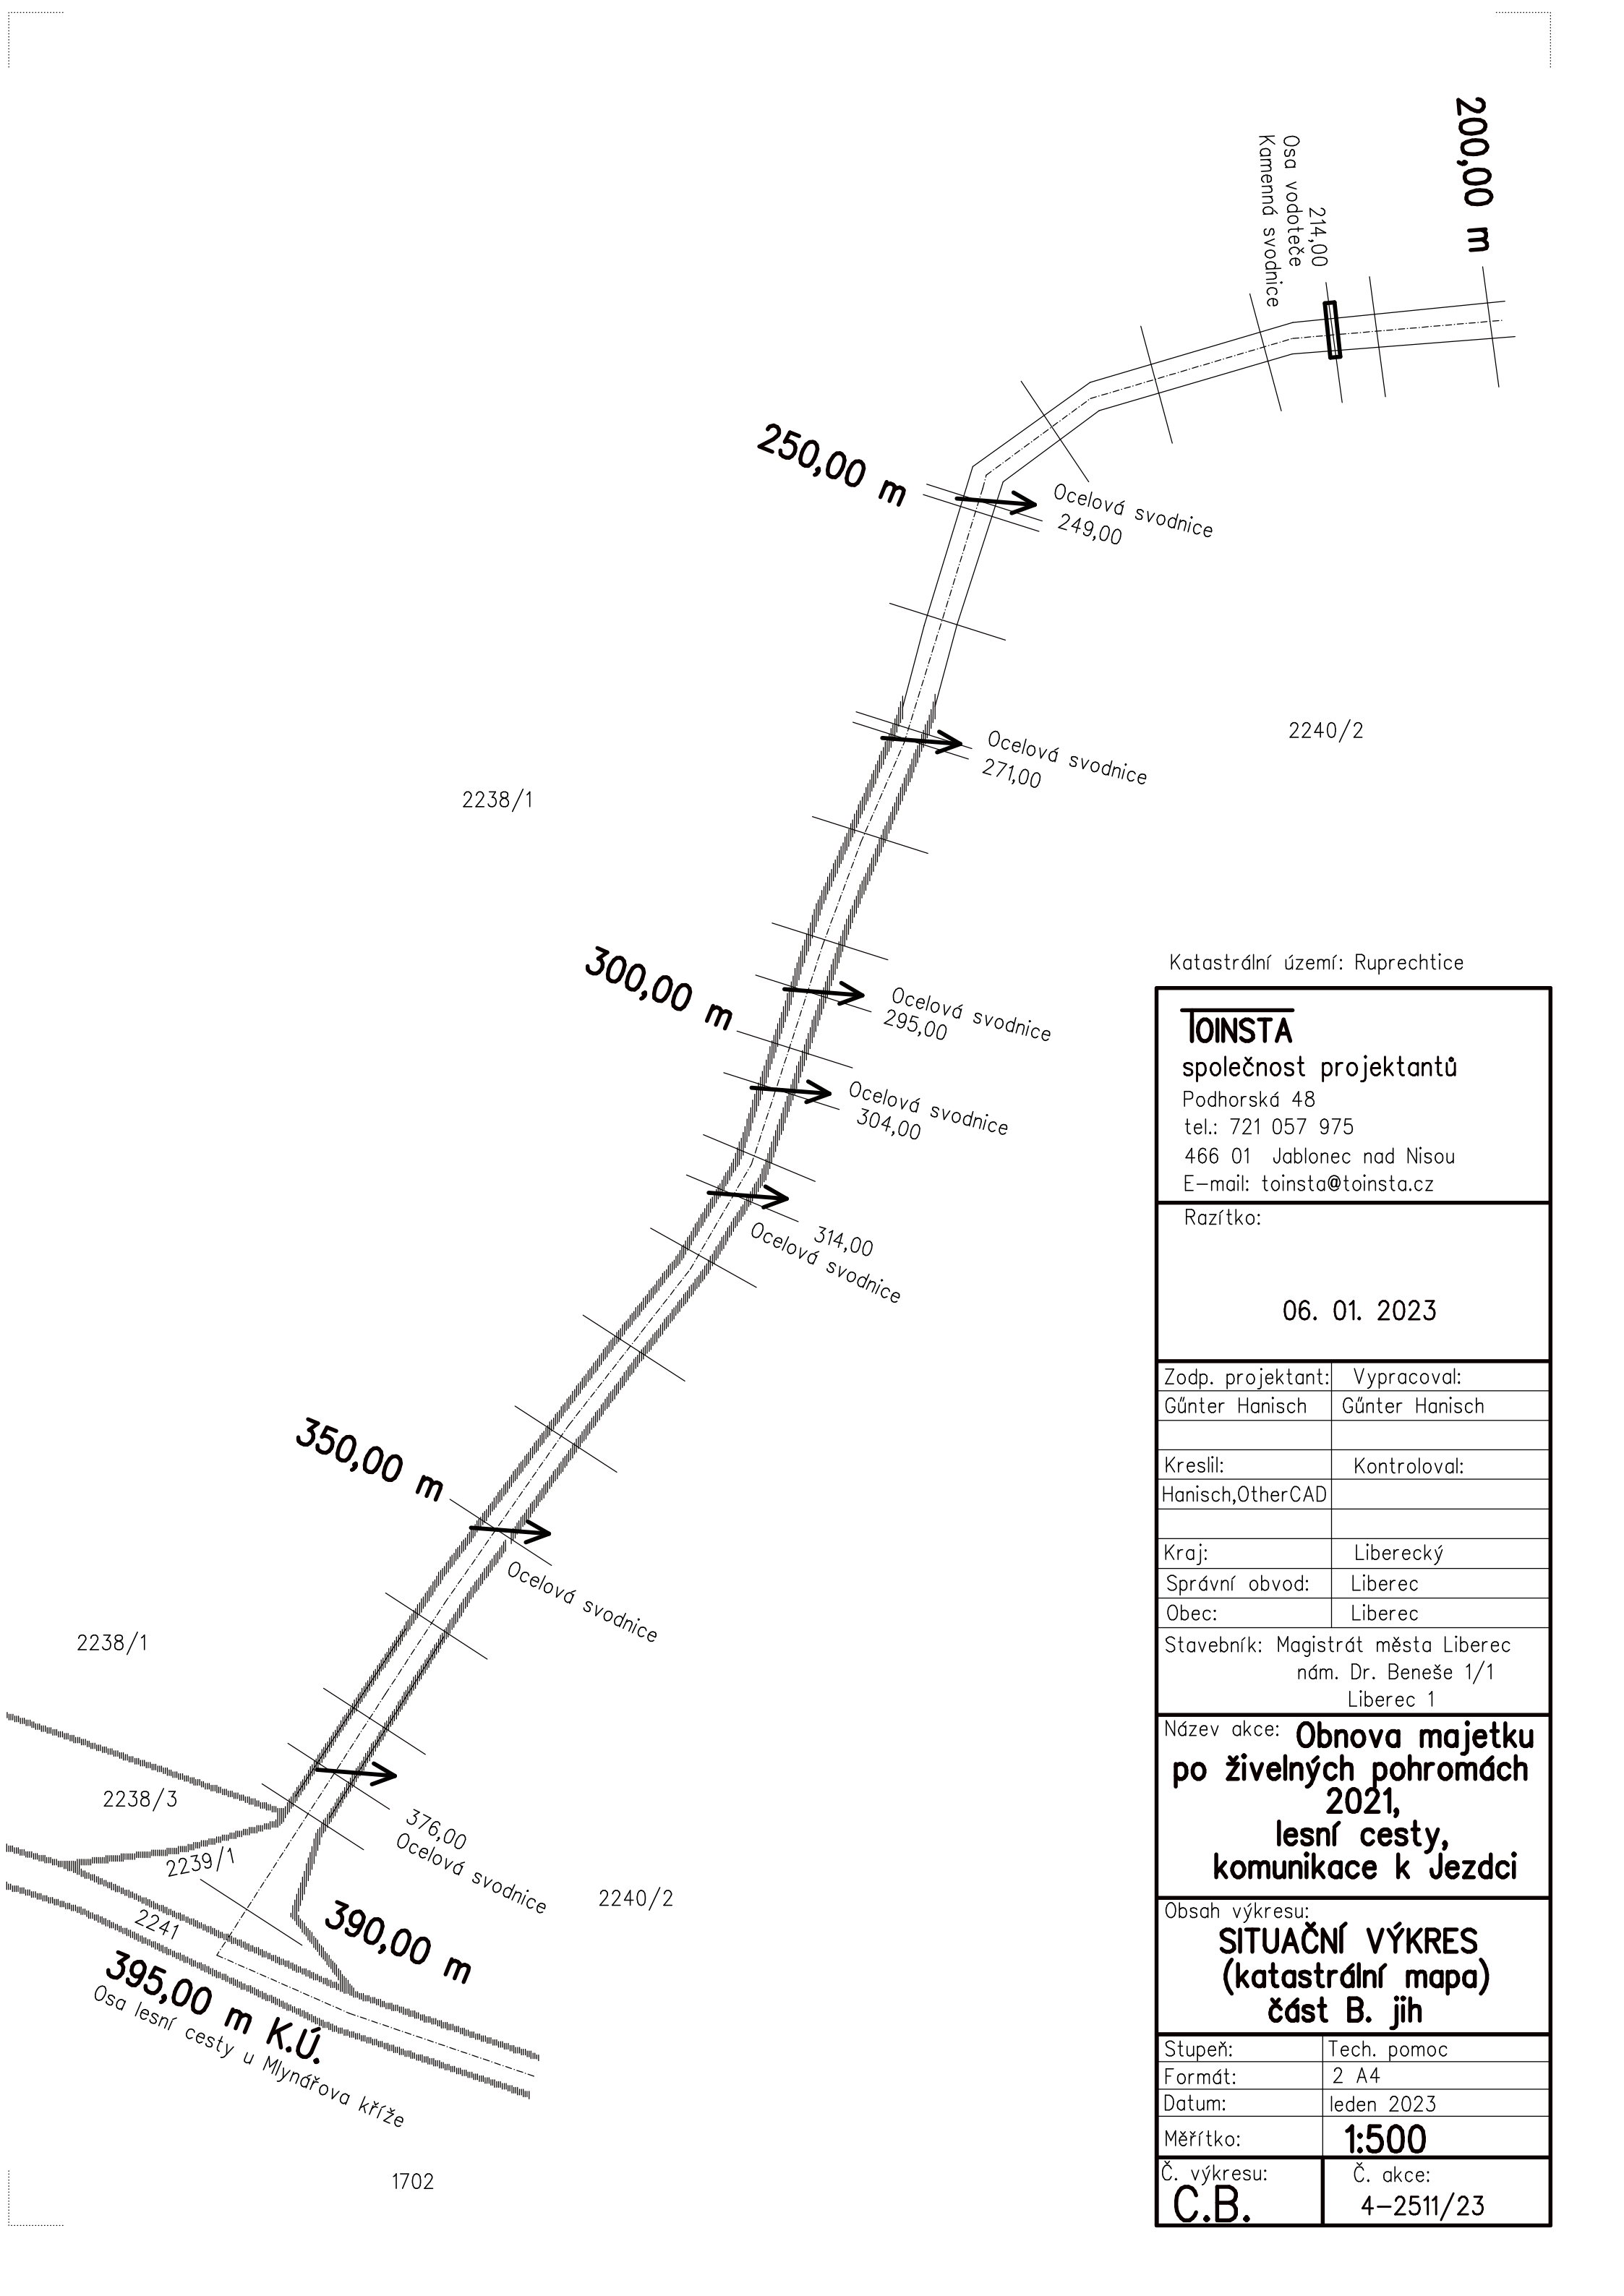 200,00 m
214,00
Osa vodoteče
Kamenná svodnice
250,00 m
Ocelová svodnice
249,00
2240/2
Ocelová svodnice
271,00
2238/1
300,00 m
Ocelová svodnice
295,00
Ocelová svodnice
304,00
314,00
Ocelová svodnice
350,00 m
Ocelová svodnice
2238/1
2238/3
376,00
Ocelová svodnice
2239/1
2240/2
390,00 m
2241
395,00 m K.Ú.
Osa lesní cesty u Mlynářova kříže
1702
Katastrální území: Ruprechtice
TOINSTA
společnost projektantů
Podhorská 48
tel.: 721 057 975
466 01 Jablonec nad Nisou
E-mail: toinsta@toinsta.cz
Razítko:
06. 01. 2023
Zodp. projektant: Vypracoval:
Gűnter Hanisch Gűnter Hanisch
Kreslil: Kontroloval:
Hanisch,OtherCAD
Kraj: Liberecký
Správní obvod: Liberec
Obec: Liberec
Stavebník: Magistrát města Liberec
nám. Dr. Beneše 1/1
Liberec 1
Název akce: Obnova majetku
po živelných pohromách
2021,
lesní cesty,
komunikace k Jezdci
Obsah výkresu:
SITUAČNÍ VÝKRES
(katastrální mapa)
část B. jih
Stupeň: Tech. pomoc
Formát: 2 A4
Datum: leden 2023
Měřítko: 1:500
Č. výkresu: Č. akce:
C.B. 4-2511/23